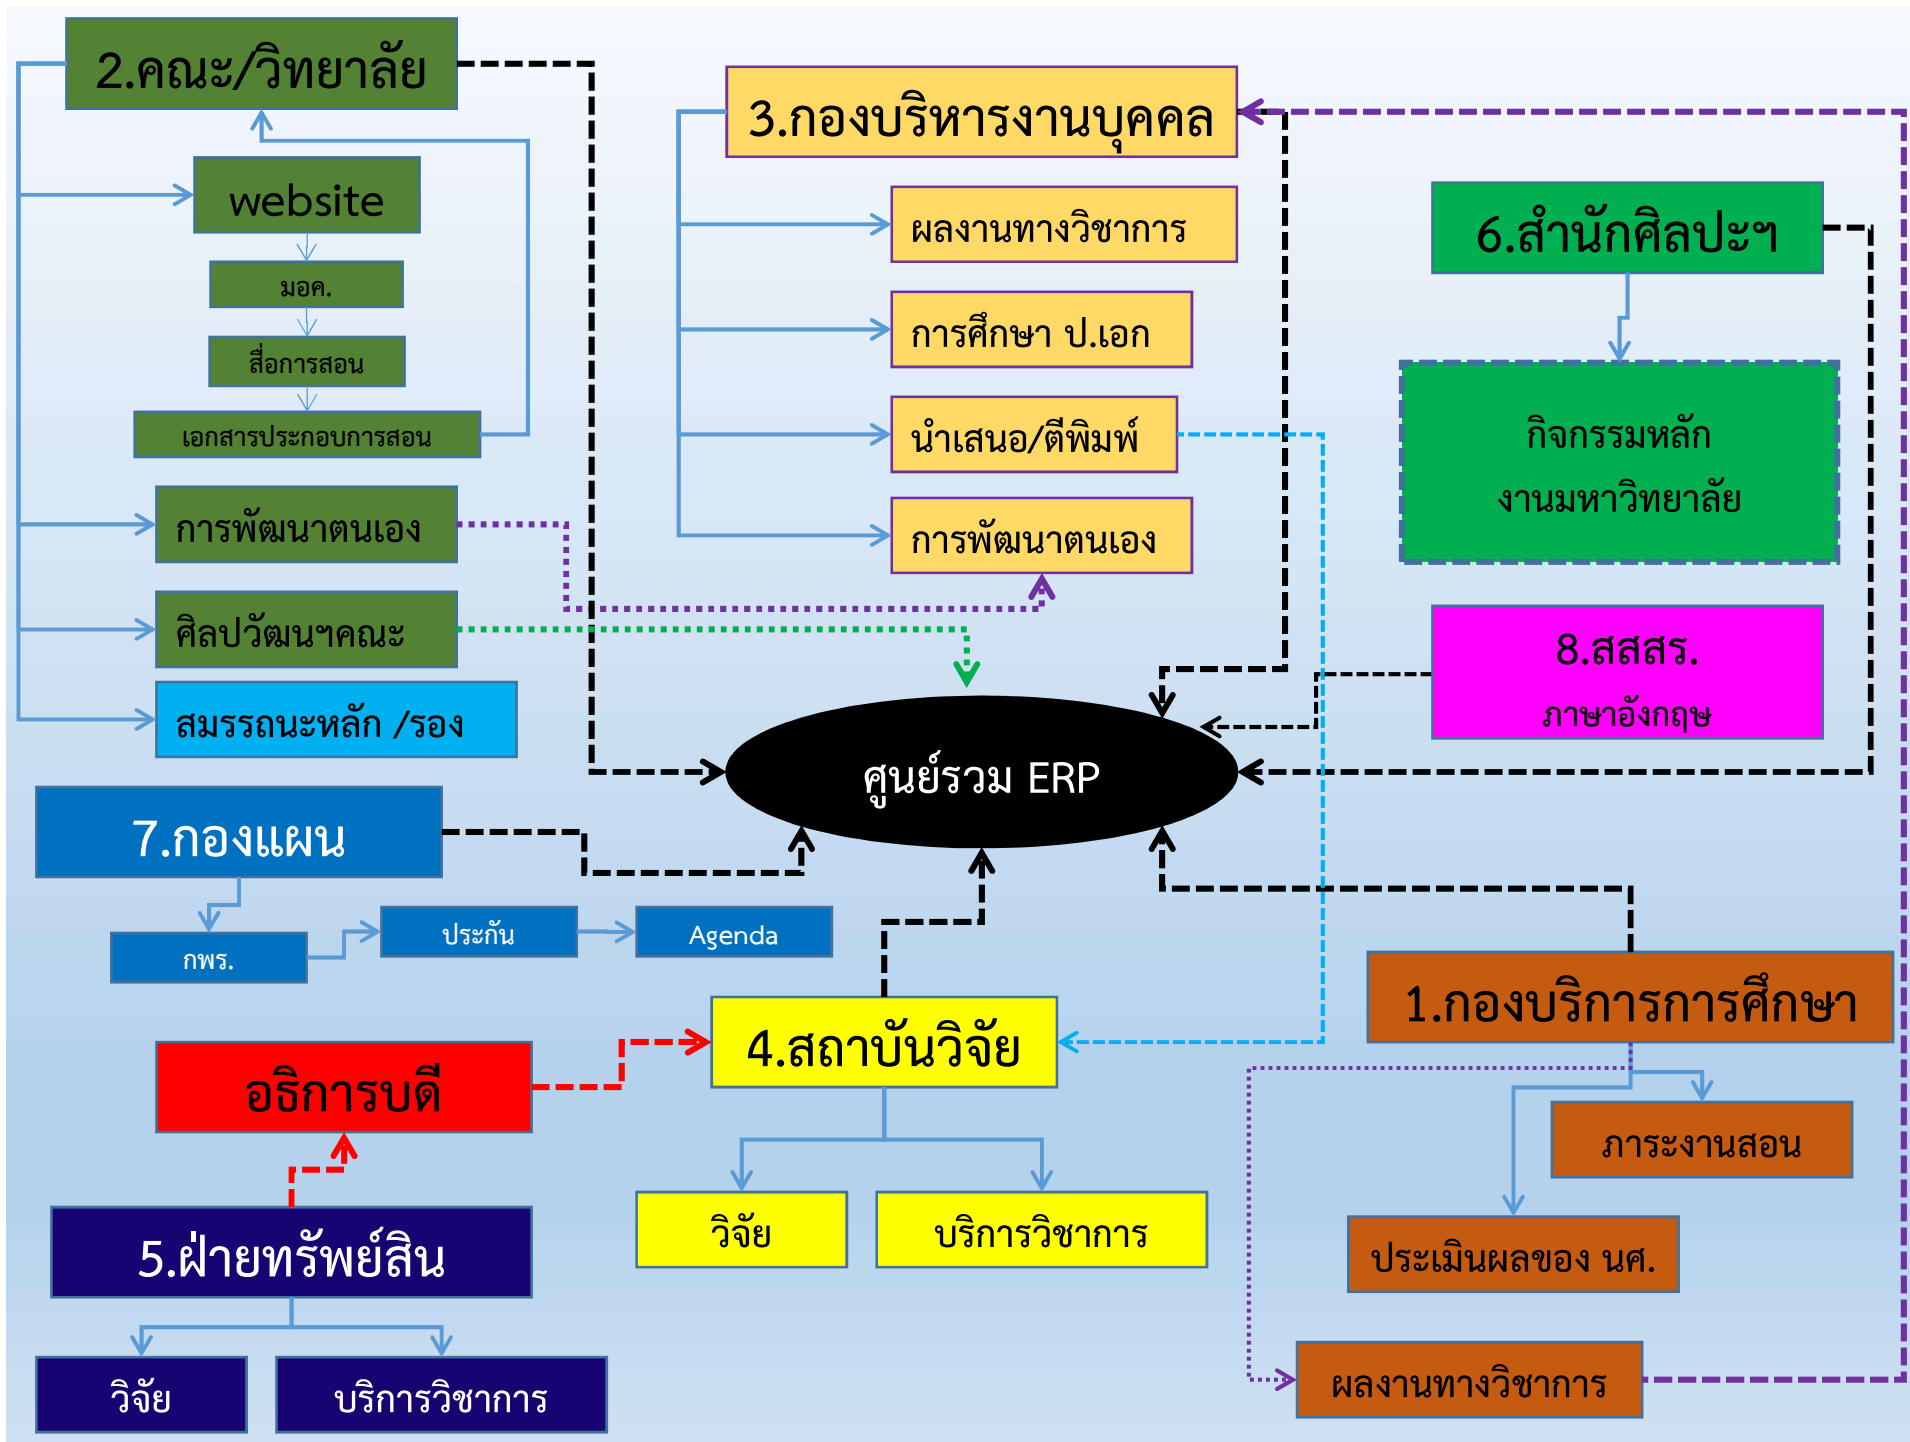 2.คณะ/วิทยาลัย
website
มอค.
สื่อการสอน
เอกสารประกอบการสอน
การพัฒนาตนเอง
ศิลปวัฒนฯคณะ
สมรรถนะหลัก /รอง
3.กองบริหารงานบุคคล
ผลงานทางวิชาการ
การศึกษา ป.เอก
นำเสนอ/ตีพิมพ์
การพัฒนาตนเอง
6.สำนักศิลปะฯ
กิจกรรมหลัก
งานมหาวิทยาลัย
8.สสสร.
ภาษาอังกฤษ
ศูนย์รวม ERP
7.กองแผน
กพร.
ประกัน
Agenda
4.สถาบันวิจัย
วิจัย
บริการวิชาการ
อธิการบดี
5.ฝ่ายทรัพย์สิน
วิจัย
บริการวิชาการ
1.กองบริการการศึกษา
ภาระงานสอน
ประเมินผลของ นศ.
ผลงานทางวิชาการ